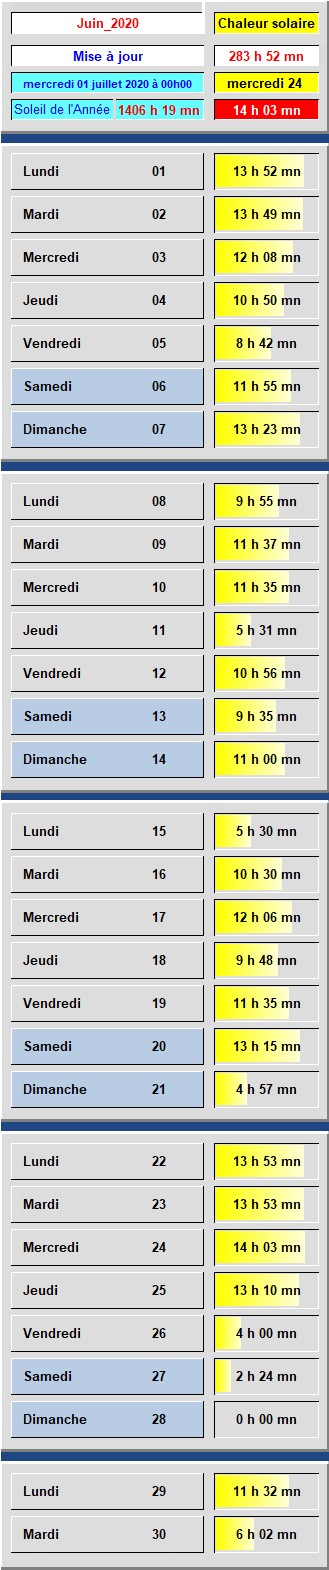 Juin_2020 Chaleur solaire
Mise à jour 283 h 52 mn
mercredi 01 juillet 2020 à 00h00 mercredi 24
Soleil de l'Année 1406 h 19 mn 14 h 03 mn
Lundi 01 13 h 52 mn
Mardi 02 13 h 49 mn
Mercredi 03 12 h 08 mn
Jeudi 04 10 h 50 mn
Vendredi 05 8 h 42 mn
Samedi 06 11 h 55 mn
Dimanche 07 13 h 23 mn
Lundi 08 9 h 55 mn
Mardi 09 11 h 37 mn
Mercredi 10 11 h 35 mn
Jeudi 11 5 h 31 mn
Vendredi 12 10 h 56 mn
Samedi 13 9 h 35 mn
Dimanche 14 11 h 00 mn
Lundi 15 5 h 30 mn
Mardi 16 10 h 30 mn
Mercredi 17 12 h 06 mn
Jeudi 18 9 h 48 mn
Vendredi 19 11 h 35 mn
Samedi 20 13 h 15 mn
Dimanche 21 4 h 57 mn
Lundi 22 13 h 53 mn
Mardi 23 13 h 53 mn
Mercredi 24 14 h 03 mn
Jeudi 25 13 h 10 mn
Vendredi 26 4 h 00 mn
Samedi 27 2 h 24 mn
Dimanche 28 0 h 00 mn
Lundi 29 11 h 32 mn
Mardi 30 6 h 02 mn